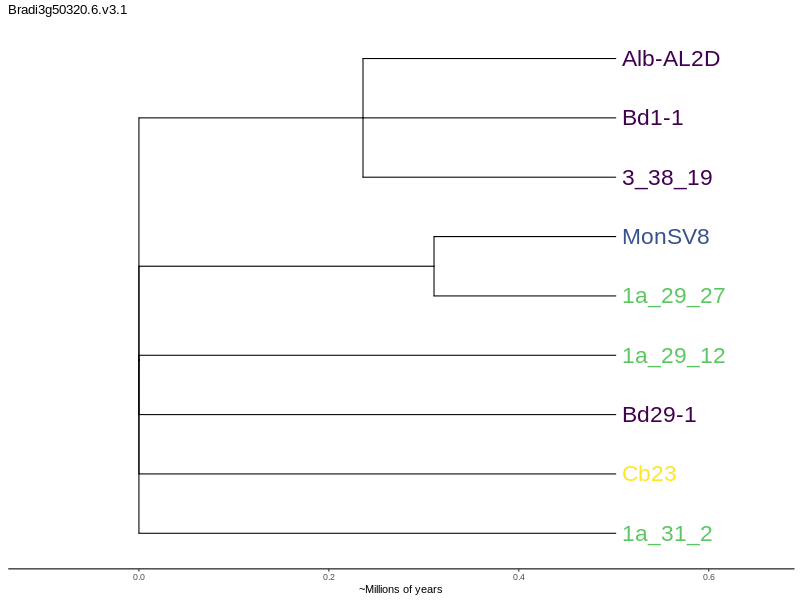 Bradi3g50320.6.v3.1
Alb-AL2D
Bd1-1
3_38_19
MonSV8
1a_29_27
1a_29_12
Bd29-1
Cb23
1a_31_2
0.0 0.2 0.4 0.6
~Millions of years